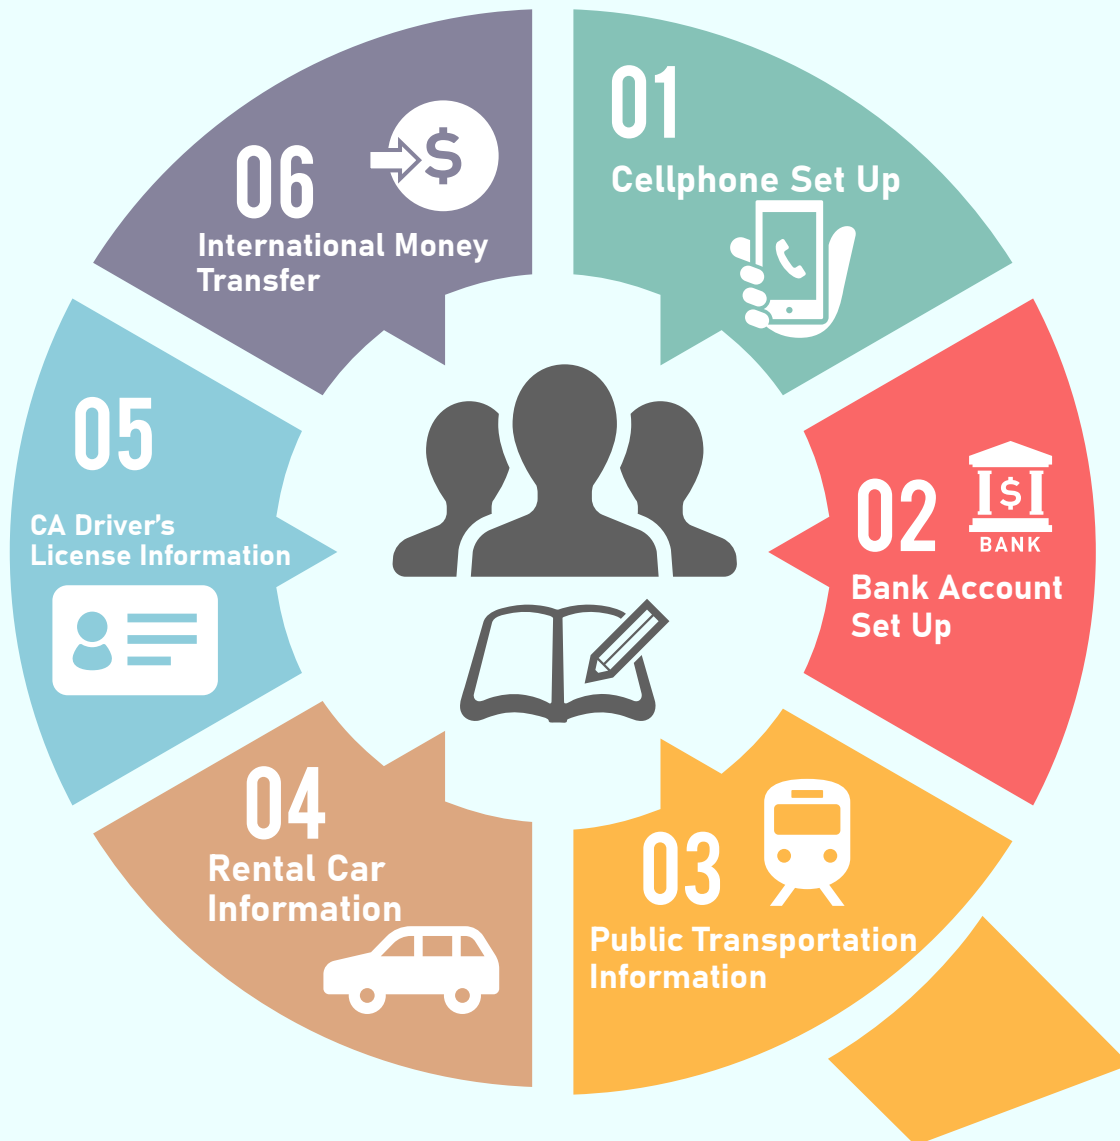 01
Cellphone Set Up
02
$
BANK
Bank Account
Set Up
03
Public Transportation
Information
04
Rental Car
Information
05
CA Driver's
License Information
06
$
International Money
Transfer